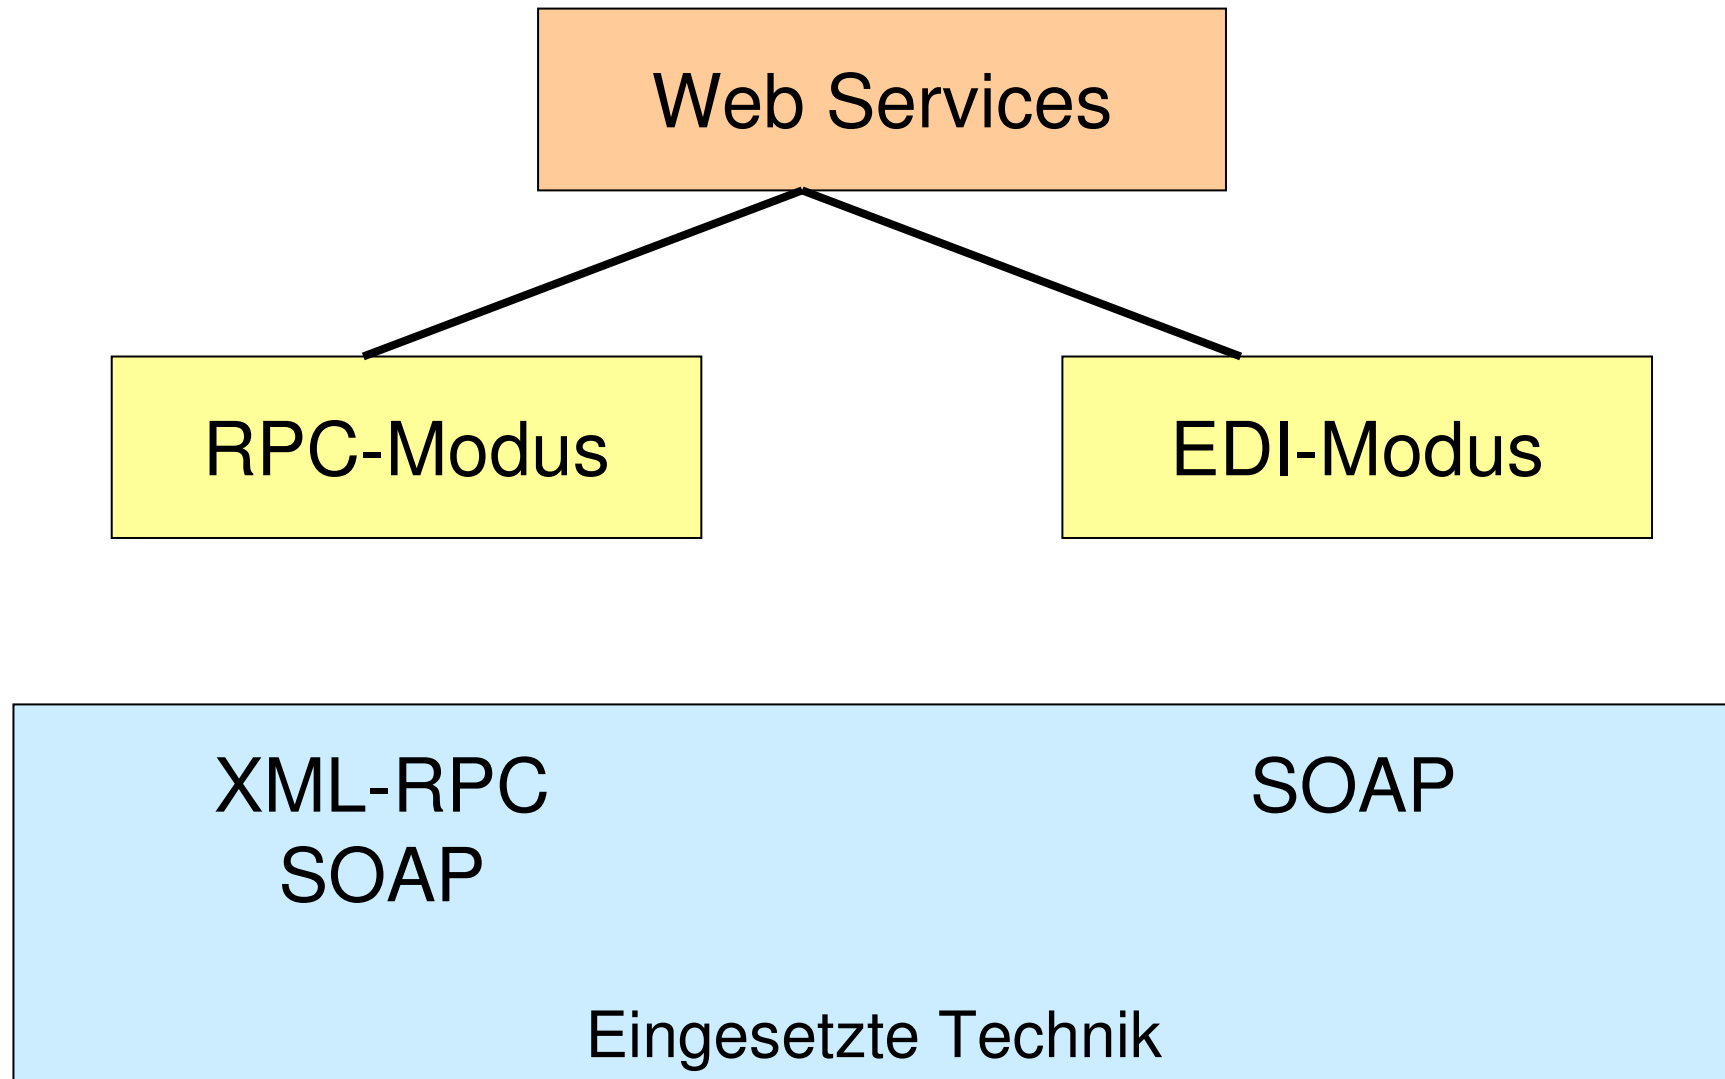 Web Services
RPC-Modus
EDI-Modus
XML-RPC
SOAP
SOAP
Eingesetzte Technik